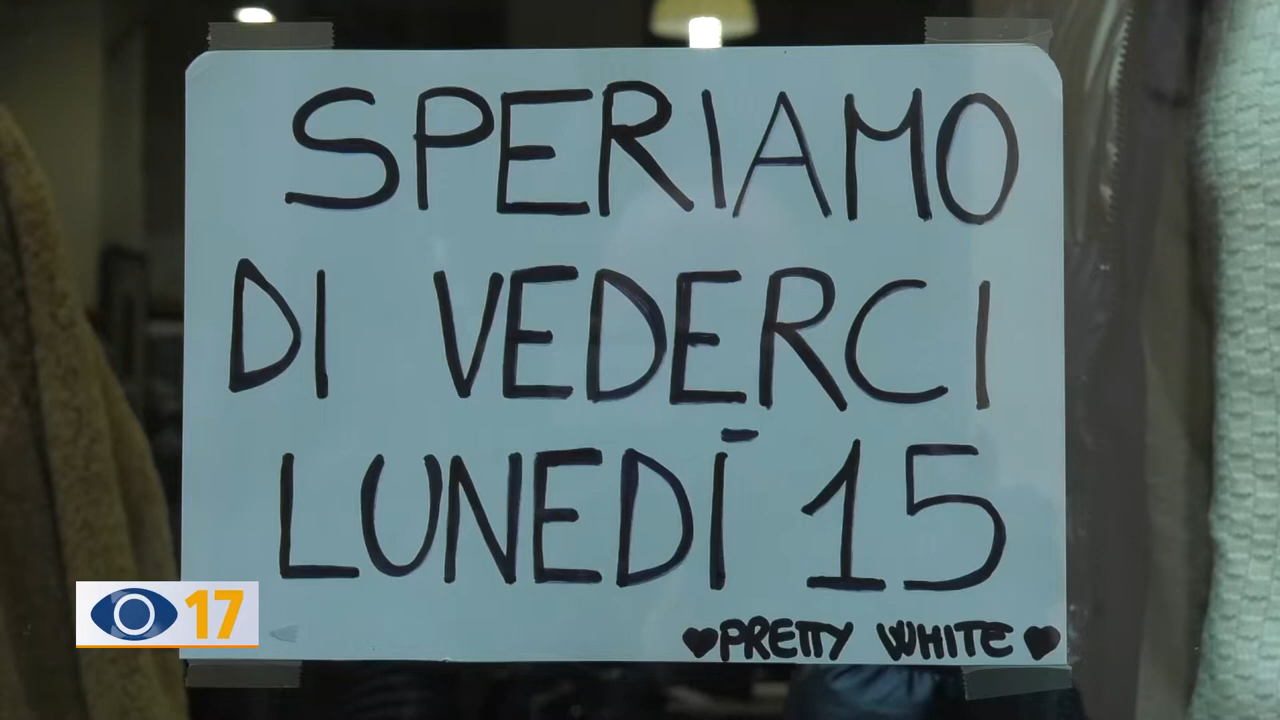 SPERIAMO
DI VEDERCI
LUNEDÌ 15
♥PRETTY WHITE♥
17